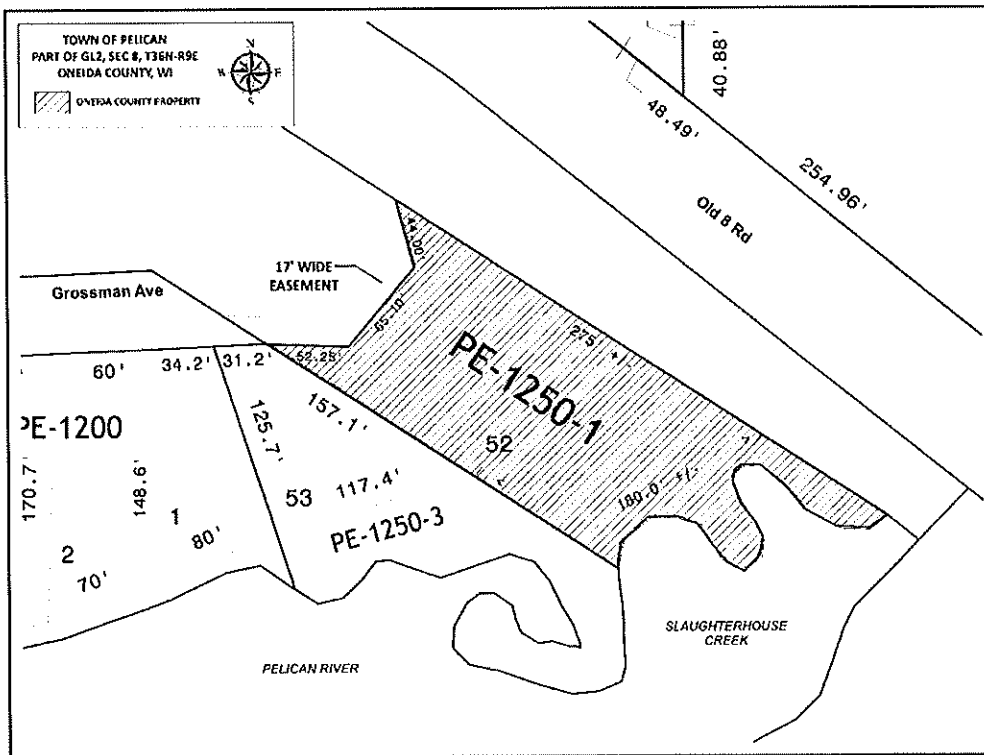 TOWN OF PELICAN
PART OF GL2, SEC 8, T36N-R9E
ONEIDA COUNTY, WI
N
W
E
S
ONEIDA COUNTY PROPERTY
40.88'
48.49'
254.96'
Old 8 Rd
44.00'
17' WIDE
EASEMENT
Grossman Ave
65.10'
275 +
PE-1250-1
52.25'
60'
34.2'
31.2'
157.1'
PE-1200
125.7'
52
180.0' +/-
170.7
148.6'
53
117.4'
1
PE-1250-3
80'
2
70'
SLAUGHTERHOUSE
CREEK
PELICAN RIVER